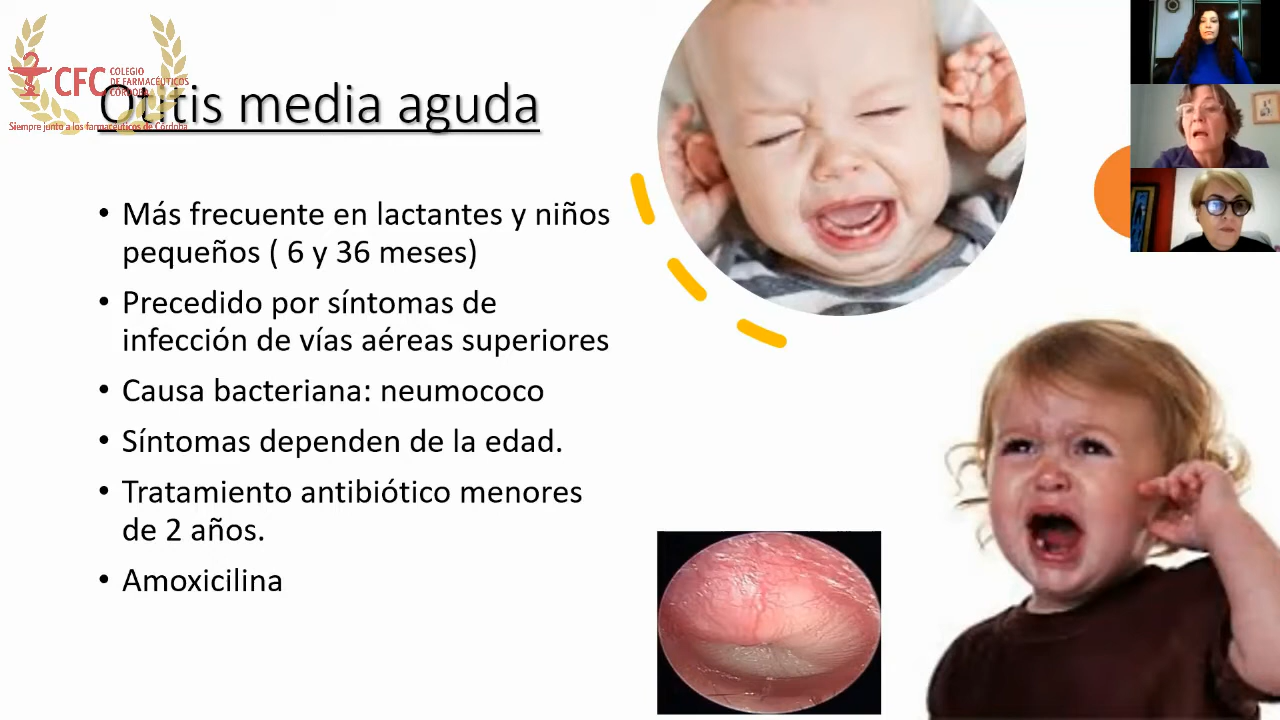 CFC
COLEGIO
DE FARMACÉUTICOS
CÓRDOBA
Siempre junto a los farmacéuticos de Córdoba
Otitis media aguda
• Más frecuente en lactantes y niños
pequeños ( 6 y 36 meses)
• Precedido por síntomas de
infección de vías aéreas superiores
• Causa bacteriana: neumococo
• Síntomas dependen de la edad.
• Tratamiento antibiótico menores
de 2 años.
• Amoxicilina